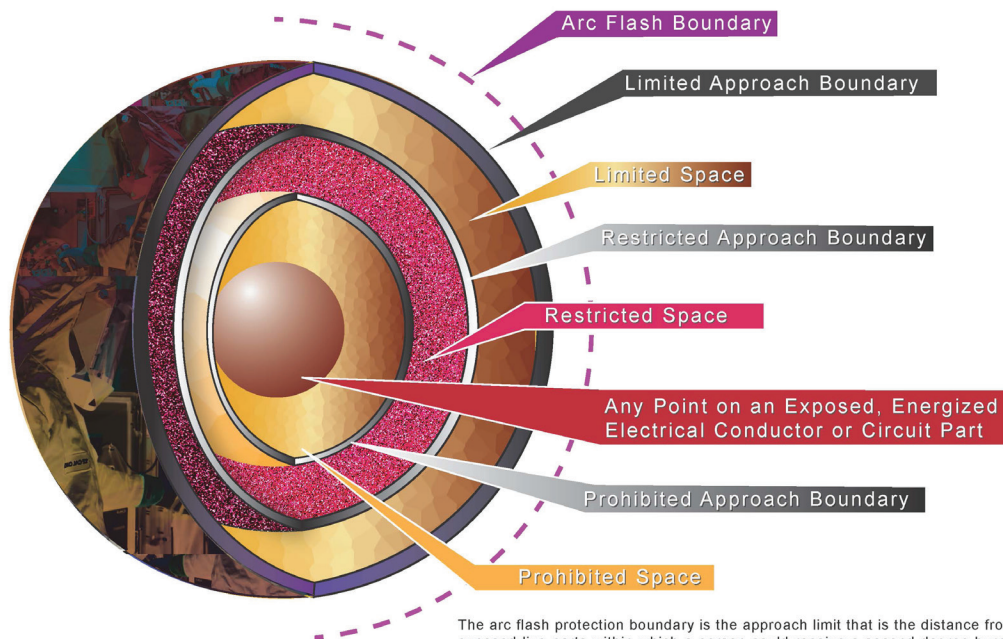 Arc Flash Boundary
Limited Approach Boundary
Limited Space
Restricted Approach Boundary
Restricted Space
Any Point on an Exposed, Energized
Electrical Conductor or Circuit Part
Prohibited Approach Boundary
Prohibited Space
The arc flash protection boundary is the approach limit that is the distance from